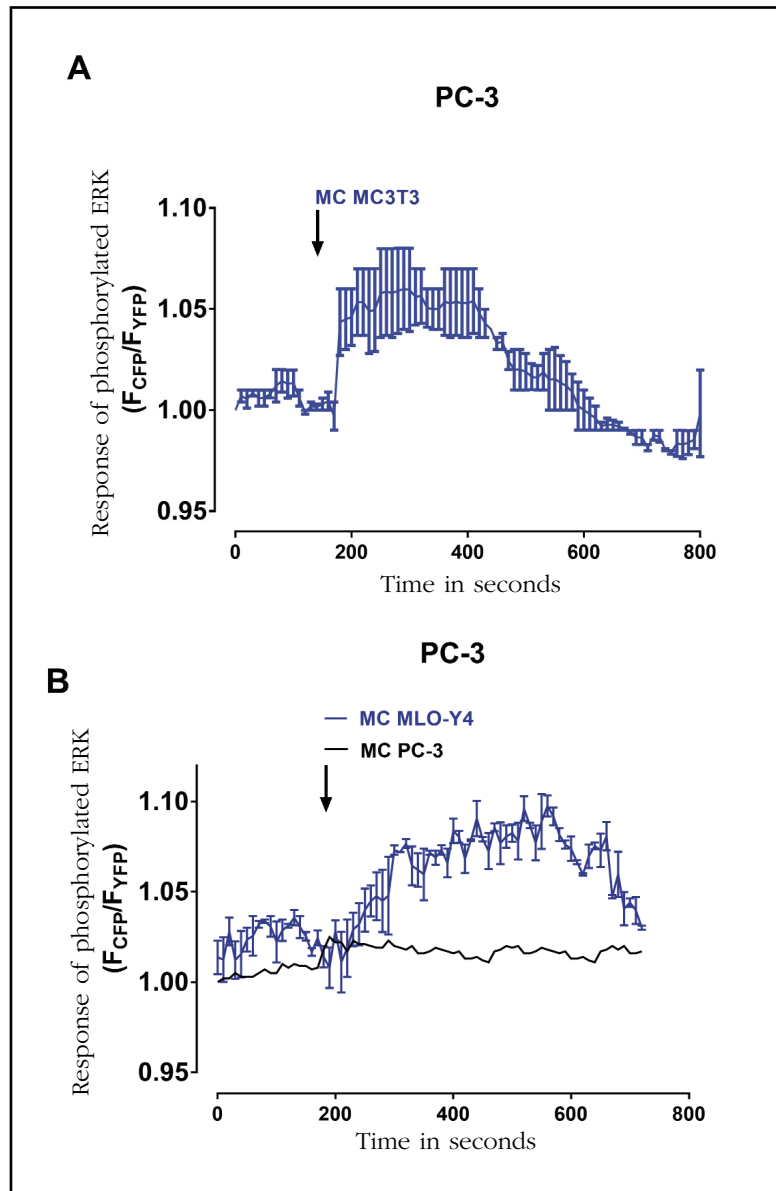 A
PC-3
MC MC3T3
Response of phosphorylated ERK
(FCFP/FYFP)
1.10
1.05
1.00
0.95
0 200 400 600 800
Time in seconds
PC-3
B
MC MLO-Y4
MC PC-3
Response of phosphorylated ERK
(FCFP/FYFP)
1.10
1.05
1.00
0.95
0 200 400 600 800
Time in seconds